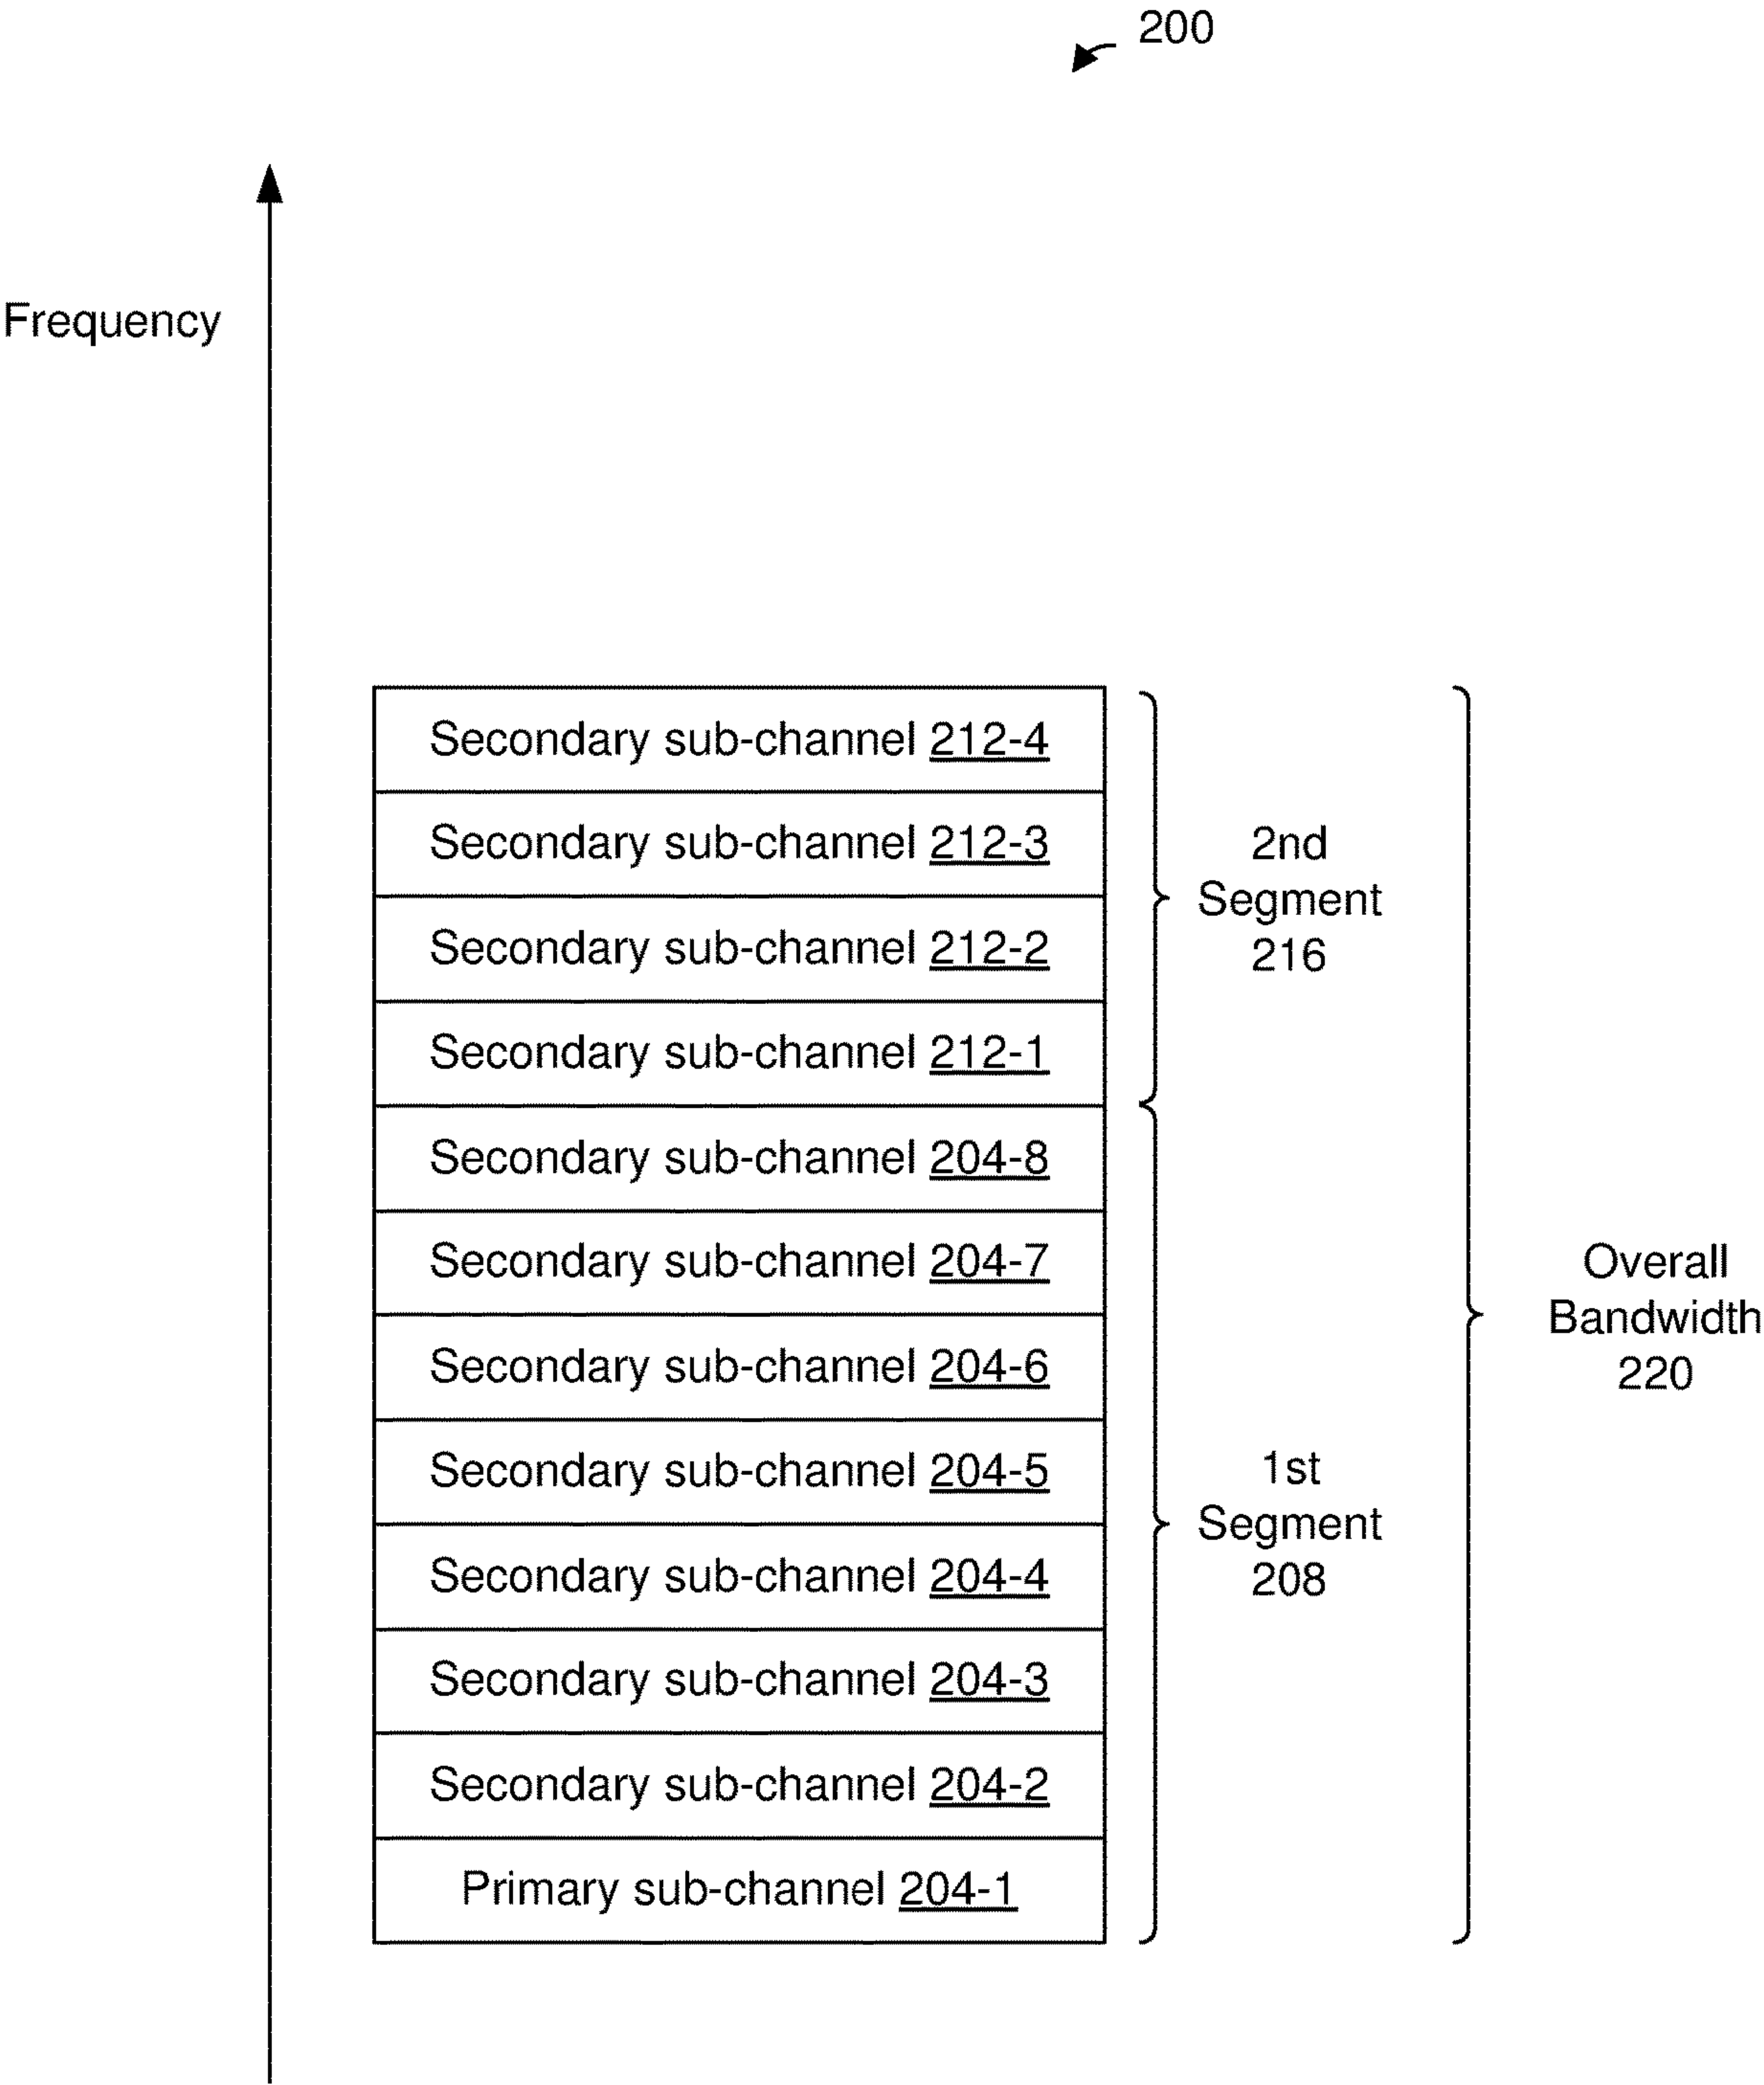 200
Frequency
Secondary sub-channel 212-4
Secondary sub-channel 212-3
Secondary sub-channel 212-2
Secondary sub-channel 212-1
Secondary sub-channel 204-8
Secondary sub-channel 204-7
Secondary sub-channel 204-6
Secondary sub-channel 204-5
Secondary sub-channel 204-4
Secondary sub-channel 204-3
Secondary sub-channel 204-2
Primary sub-channel 204-1
2nd
Segment
216
1st
Segment
208
Overall
Bandwidth
220